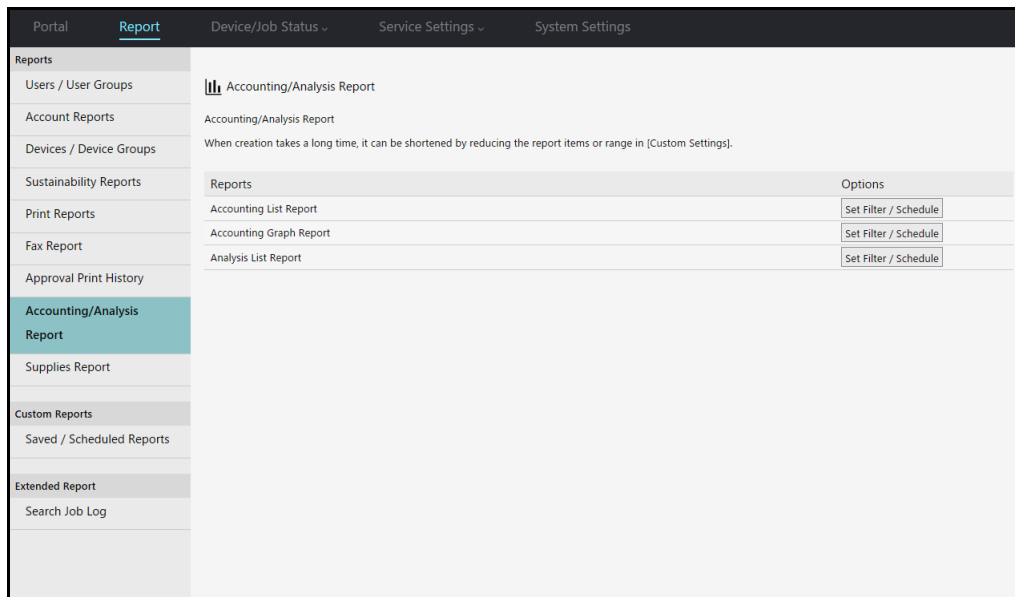 Portal Report Device/Job Status Service Settings System Settings
Reports
Users / User Groups
Account Reports
Devices / Device Groups
Sustainability Reports
Print Reports
Fax Report
Approval Print History
Accounting/Analysis
Report
Supplies Report
Custom Reports
Saved / Scheduled Reports
Extended Report
Search Job Log
Accounting/Analysis Report
Accounting/Analysis Report
When creation takes a long time, it can be shortened by reducing the report items or range in [Custom Settings].
Reports Options
Accounting List Report Set Filter / Schedule
Accounting Graph Report Set Filter / Schedule
Analysis List Report Set Filter / Schedule